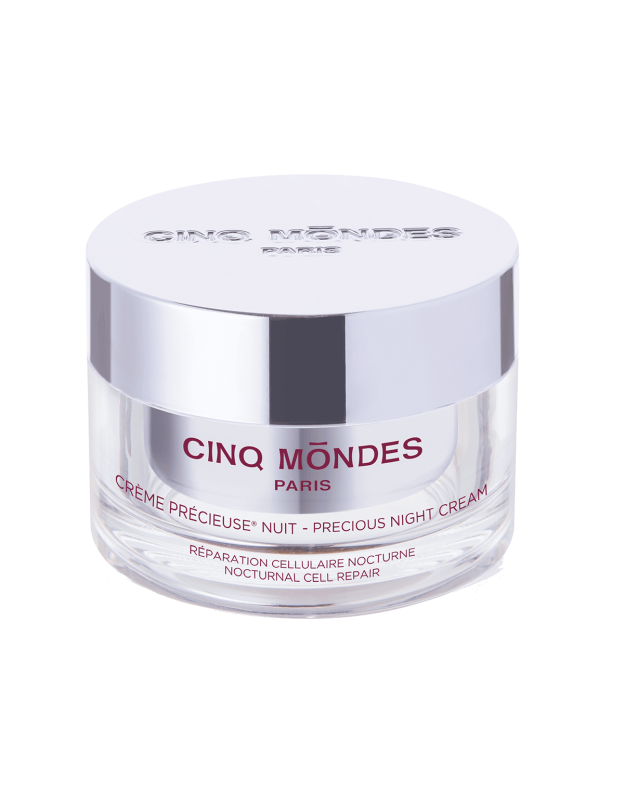 CINQ MŌNDES
PARIS
CINQ MŌNDES
PARIS
CRÈME PRÉCIEUSE® NUIT - PRECIOUS NIGHT CREAM
RÉPARATION CELLULAIRE NOCTURNE
NOCTURNAL CELL REPAIR